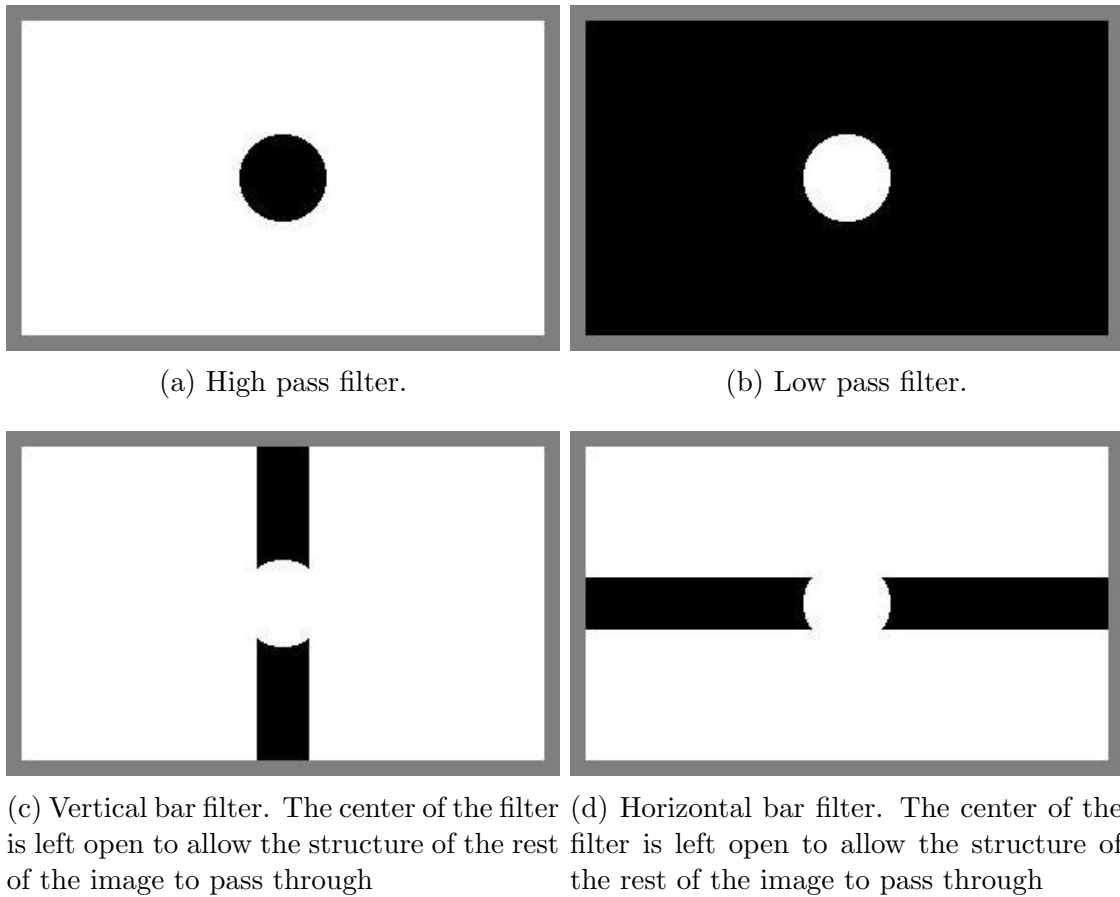 (a) High pass filter.
(b) Low pass filter.
(c) Vertical bar filter. The center of the filter
is left open to allow the structure of the rest
of the image to pass through
(d) Horizontal bar filter. The center of the
filter is left open to allow the structure of
the rest of the image to pass through